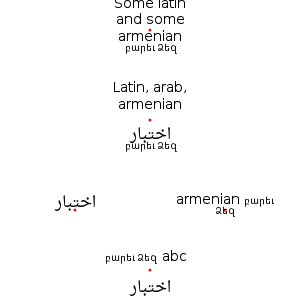 Some latin
and some
armenian
բարեւ Ձեզ
Latin, arab,
armenian
اختبار
բարեւ Ձեզ
اختبار
armenian բարեւ
Ձեզ
բարեւ Ձեզ abc
اختبار